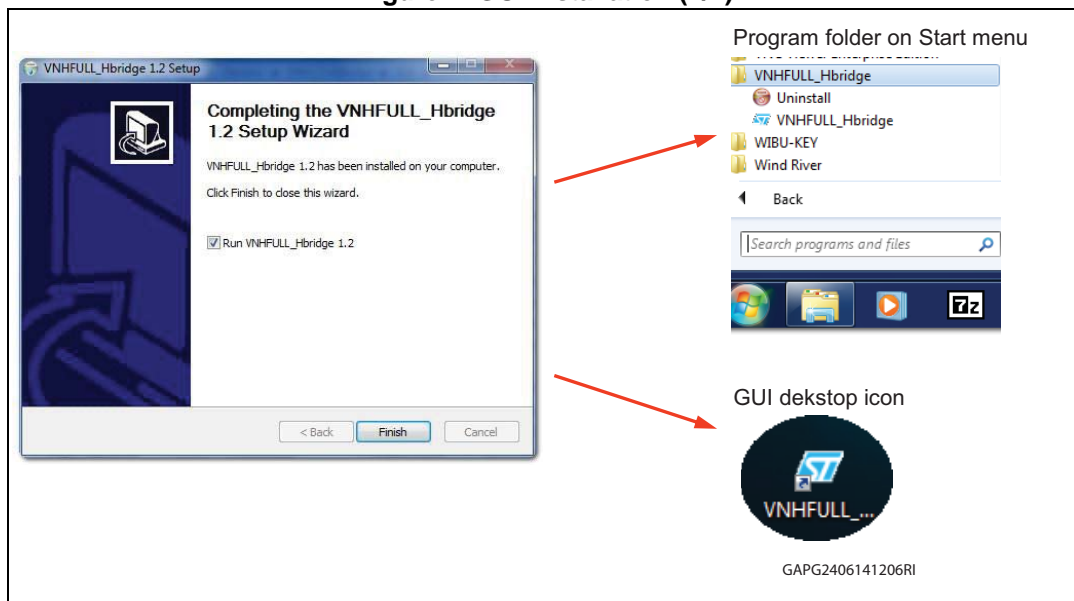 VNHFULL_Hbridge 1.2 Setup
Completing the VNHFULL_Hbridge
1.2 Setup Wizard
VNHFULL_Hbridge 1.2 has been installed on your computer.
Click Finish to close this wizard.
Run VNHFULL_Hbridge 1.2
< Back
Finish
Cancel
Program folder on Start menu
VNHFULL_Hbridge
Uninstall
VNHFULL_Hbridge
WIBU-KEY
Wind River
Back
Search programs and files
7z
GUI dekstop icon
ST
VNHFULL_...
GAPG2406141206RI